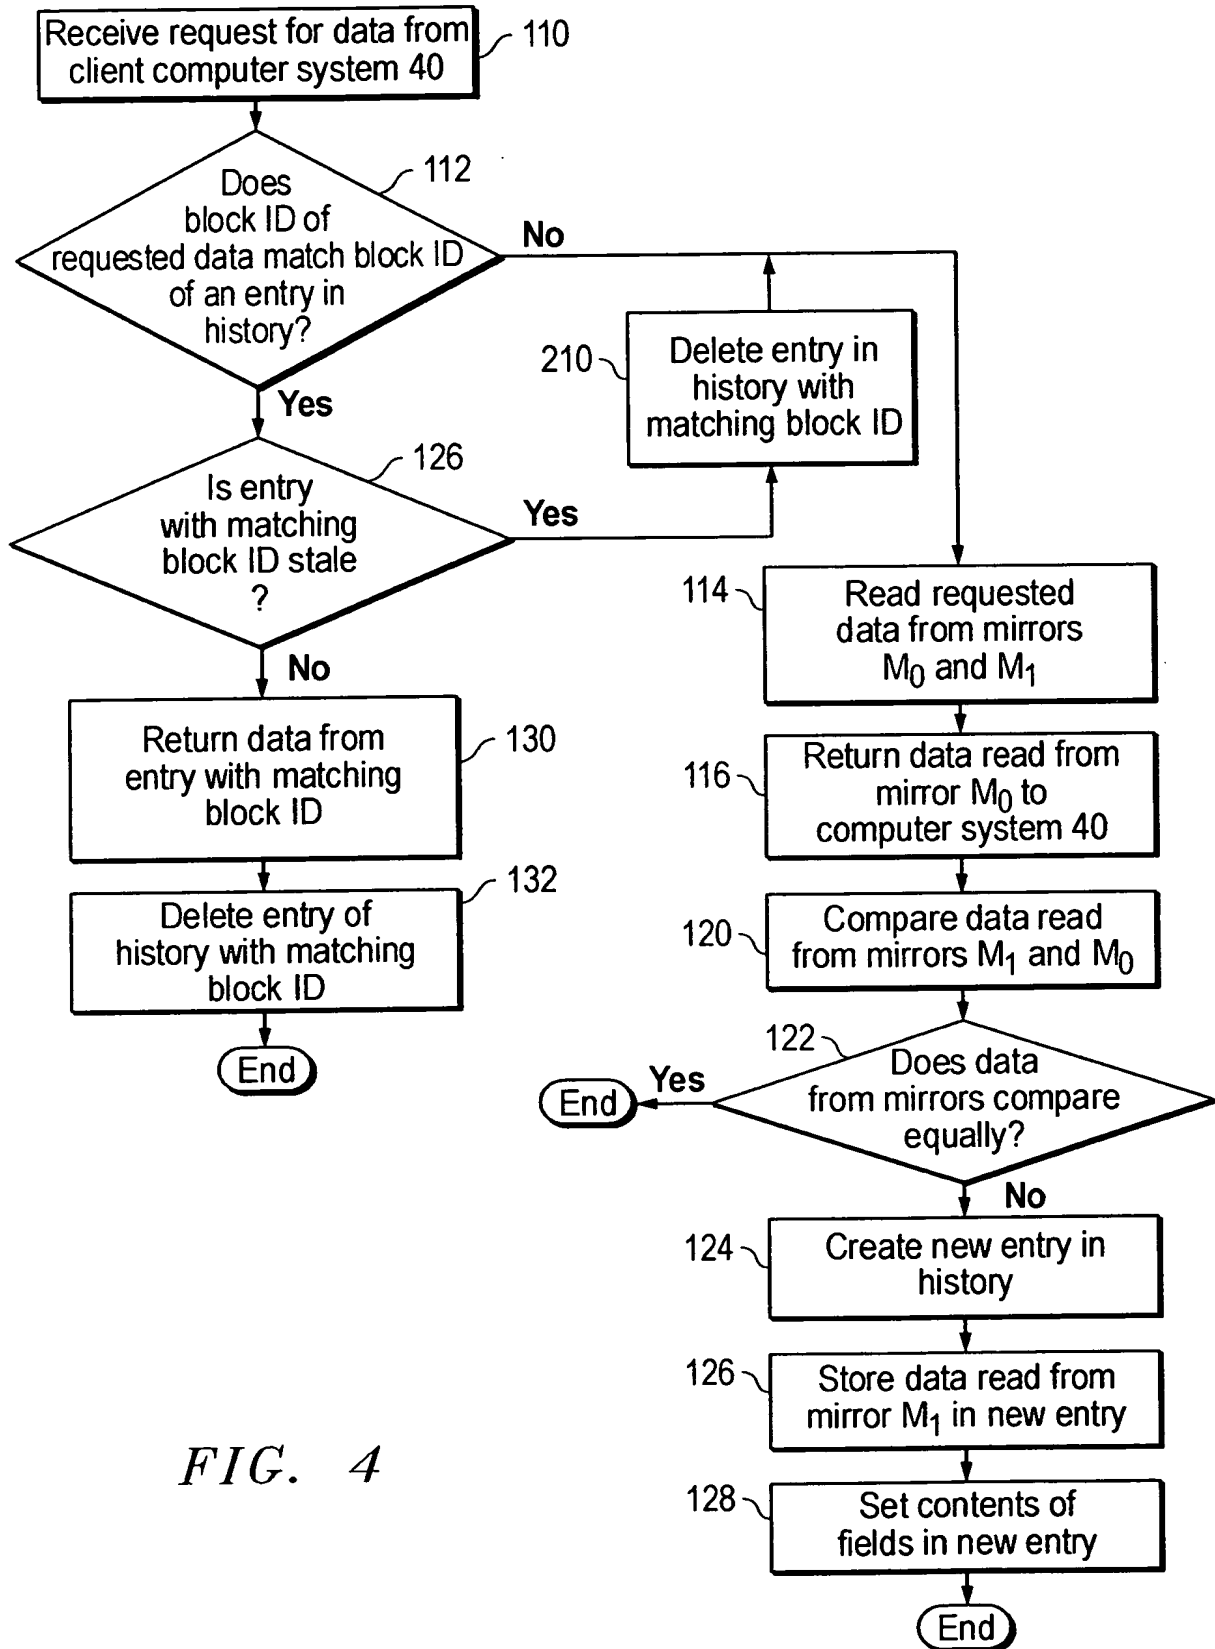 Receive request for data from
client computer system 40
110
Does
block ID of
requested data match block ID
of an entry in
history?
112
No
Yes
210
Delete entry in
history with
matching block ID
Is entry
with matching
block ID stale
?
126
Yes
No
Return data from
entry with matching
block ID
130
Delete entry of
history with matching
block ID
132
End
114
Read requested
data from mirrors
M0 and M1
116
Return data read from
mirror M0 to
computer system 40
120
Compare data read
from mirrors M1 and M0
122
Does data
from mirrors compare
equally?
Yes
End
No
124
Create new entry in
history
126
Store data read from
mirror M1 in new entry
128
Set contents of
fields in new entry
End
FIG. 4